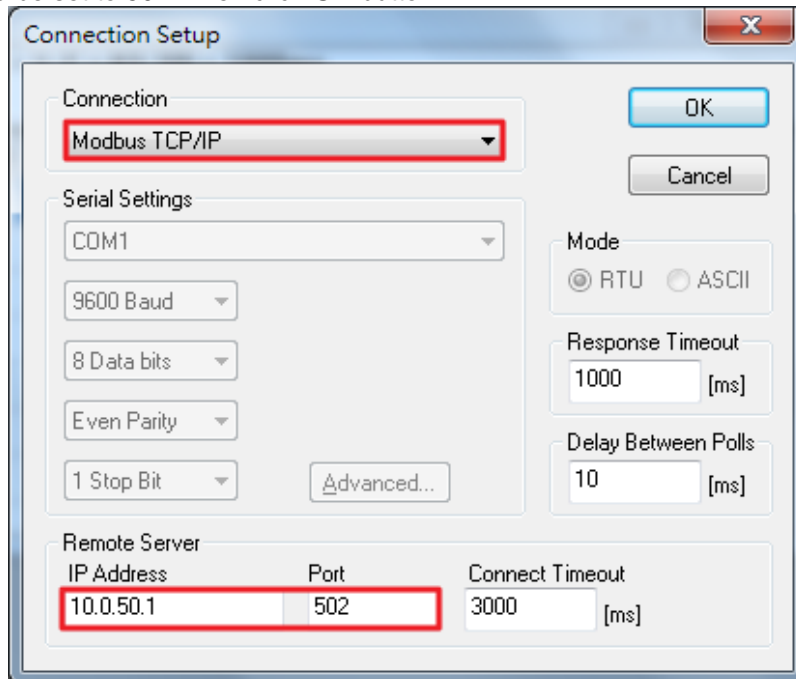 Connection Setup
Connection
OK
Modbus TCP/IP
Cancel
Serial Settings
COM1
Mode
RTU ASCII
9600 Baud
Response Timeout
8 Data bits
1000 [ms]
Even Parity
Delay Between Polls
1 Stop Bit Advanced...
10 [ms]
Remote Server
IP Address Port Connect Timeout
10.0.50.1 502 3000 [ms]